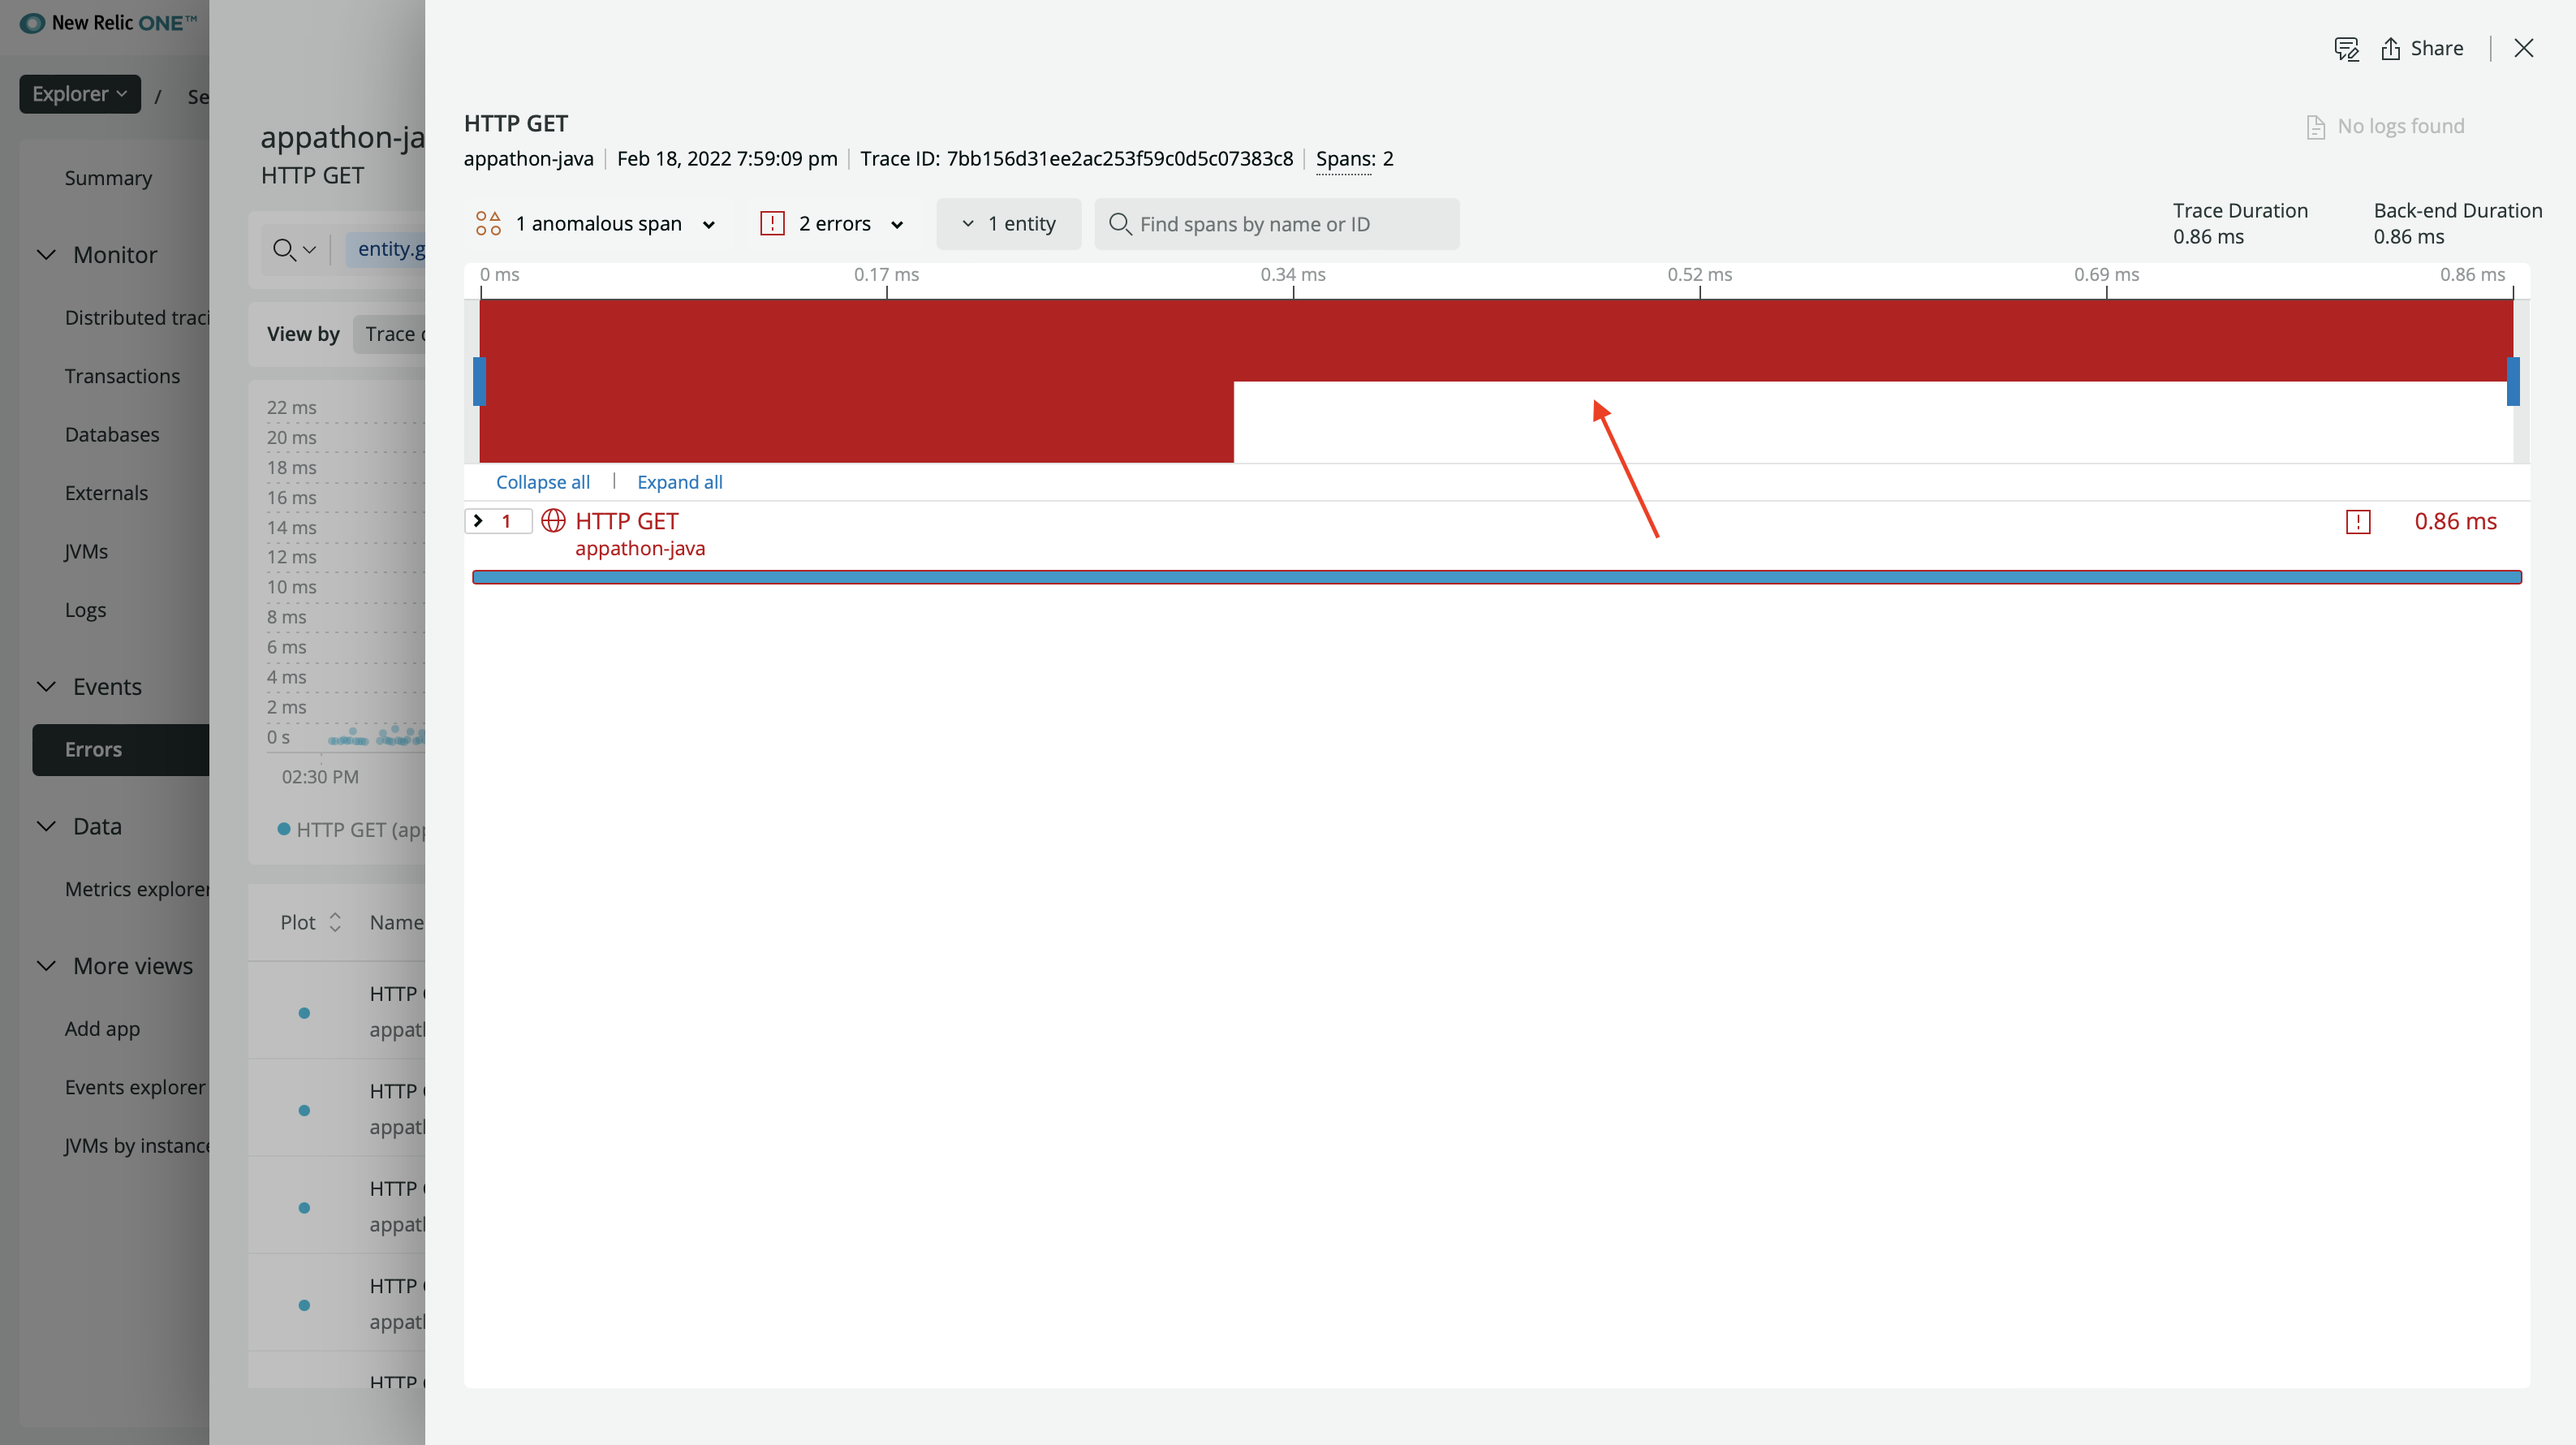 New Relic ONE™
Explorer / Se
Summary
Monitor
Distributed traci
Transactions
Databases
Externals
JVMs
Logs
Events
Errors
Data
Metrics explorer
More views
Add app
Events explorer
JVMs by instance
appathon-ja
HTTP GET
entity.g
View by Trace
22 ms
20 ms
18 ms
16 ms
14 ms
12 ms
10 ms
8 ms
6 ms
4 ms
2 ms
0 s
02:30 PM
HTTP GET (app
Plot Name
HTTP
appath
HTTP
appath
HTTP
appath
HTTP
appath
HTTP
Share
HTTP GET
No logs found
appathon-java Feb 18, 2022 7:59:09 pm Trace ID: 7bb156d31ee2ac253f59c0d5c07383c8 Spans: 2
1 anomalous span 2 errors 1 entity Find spans by name or ID
Trace Duration Back-end Duration
0.86 ms 0.86 ms
0 ms 0.17 ms 0.34 ms 0.52 ms 0.69 ms 0.86 ms
Collapse all | Expand all
1 HTTP GET 0.86 ms
appathon-java